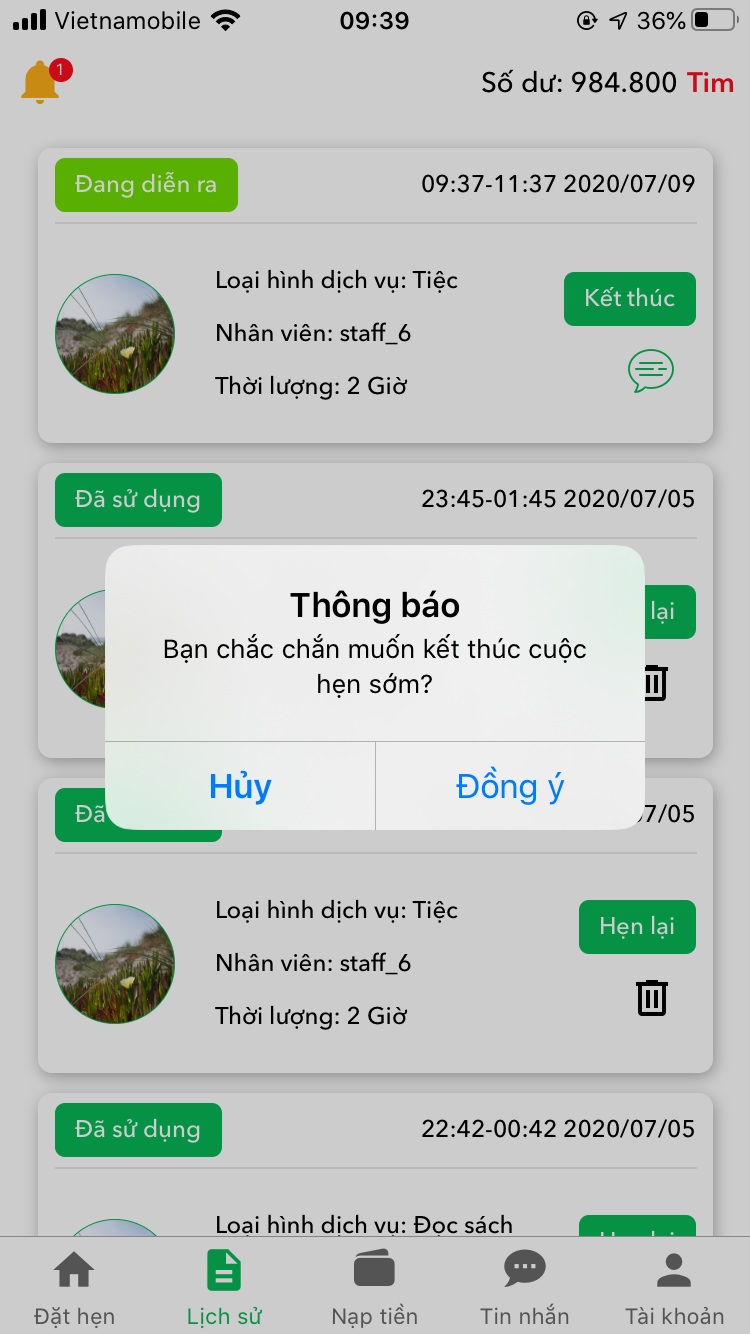 Vietnamobile 09:39 36%
1
Số dư: 984.800 Tim
Đang diễn ra 09:37-11:37 2020/07/09
Loại hình dịch vụ: Tiệc
Kết thúc
Nhân viên: staff_6
Thời lượng: 2 Giờ
Đã sử dụng 23:45-01:45 2020/07/05
lại
Thông báo
Bạn chắc chắn muốn kết thúc cuộc
hẹn sớm?
Hủy Đồng ý
Đã 7/05
Loại hình dịch vụ: Tiệc
Hẹn lại
Nhân viên: staff_6
Thời lượng: 2 Giờ
Đã sử dụng 22:42-00:42 2020/07/05
Loại hình dịch vụ: Đọc sách
Đặt hẹn Lịch sử Nạp tiền Tin nhắn Tài khoản